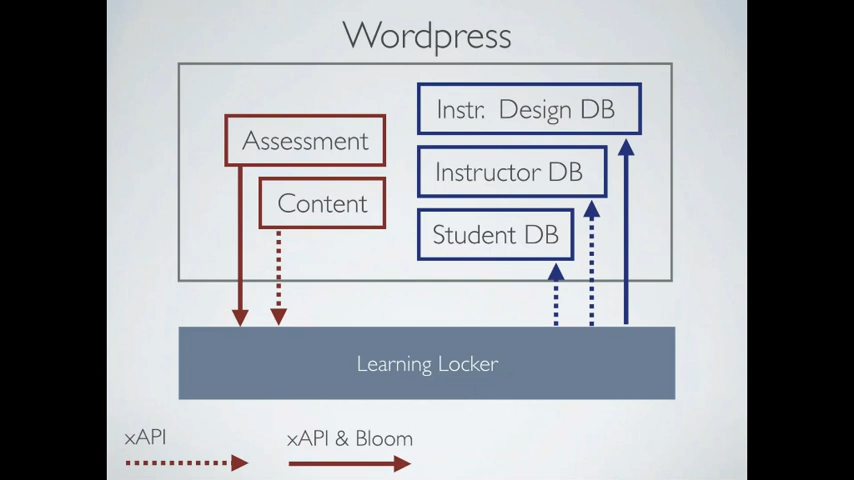 Wordpress
Assessment
Content
Instr. Design DB
Instructor DB
Student DB
Learning Locker
xAPI
xAPI & Bloom